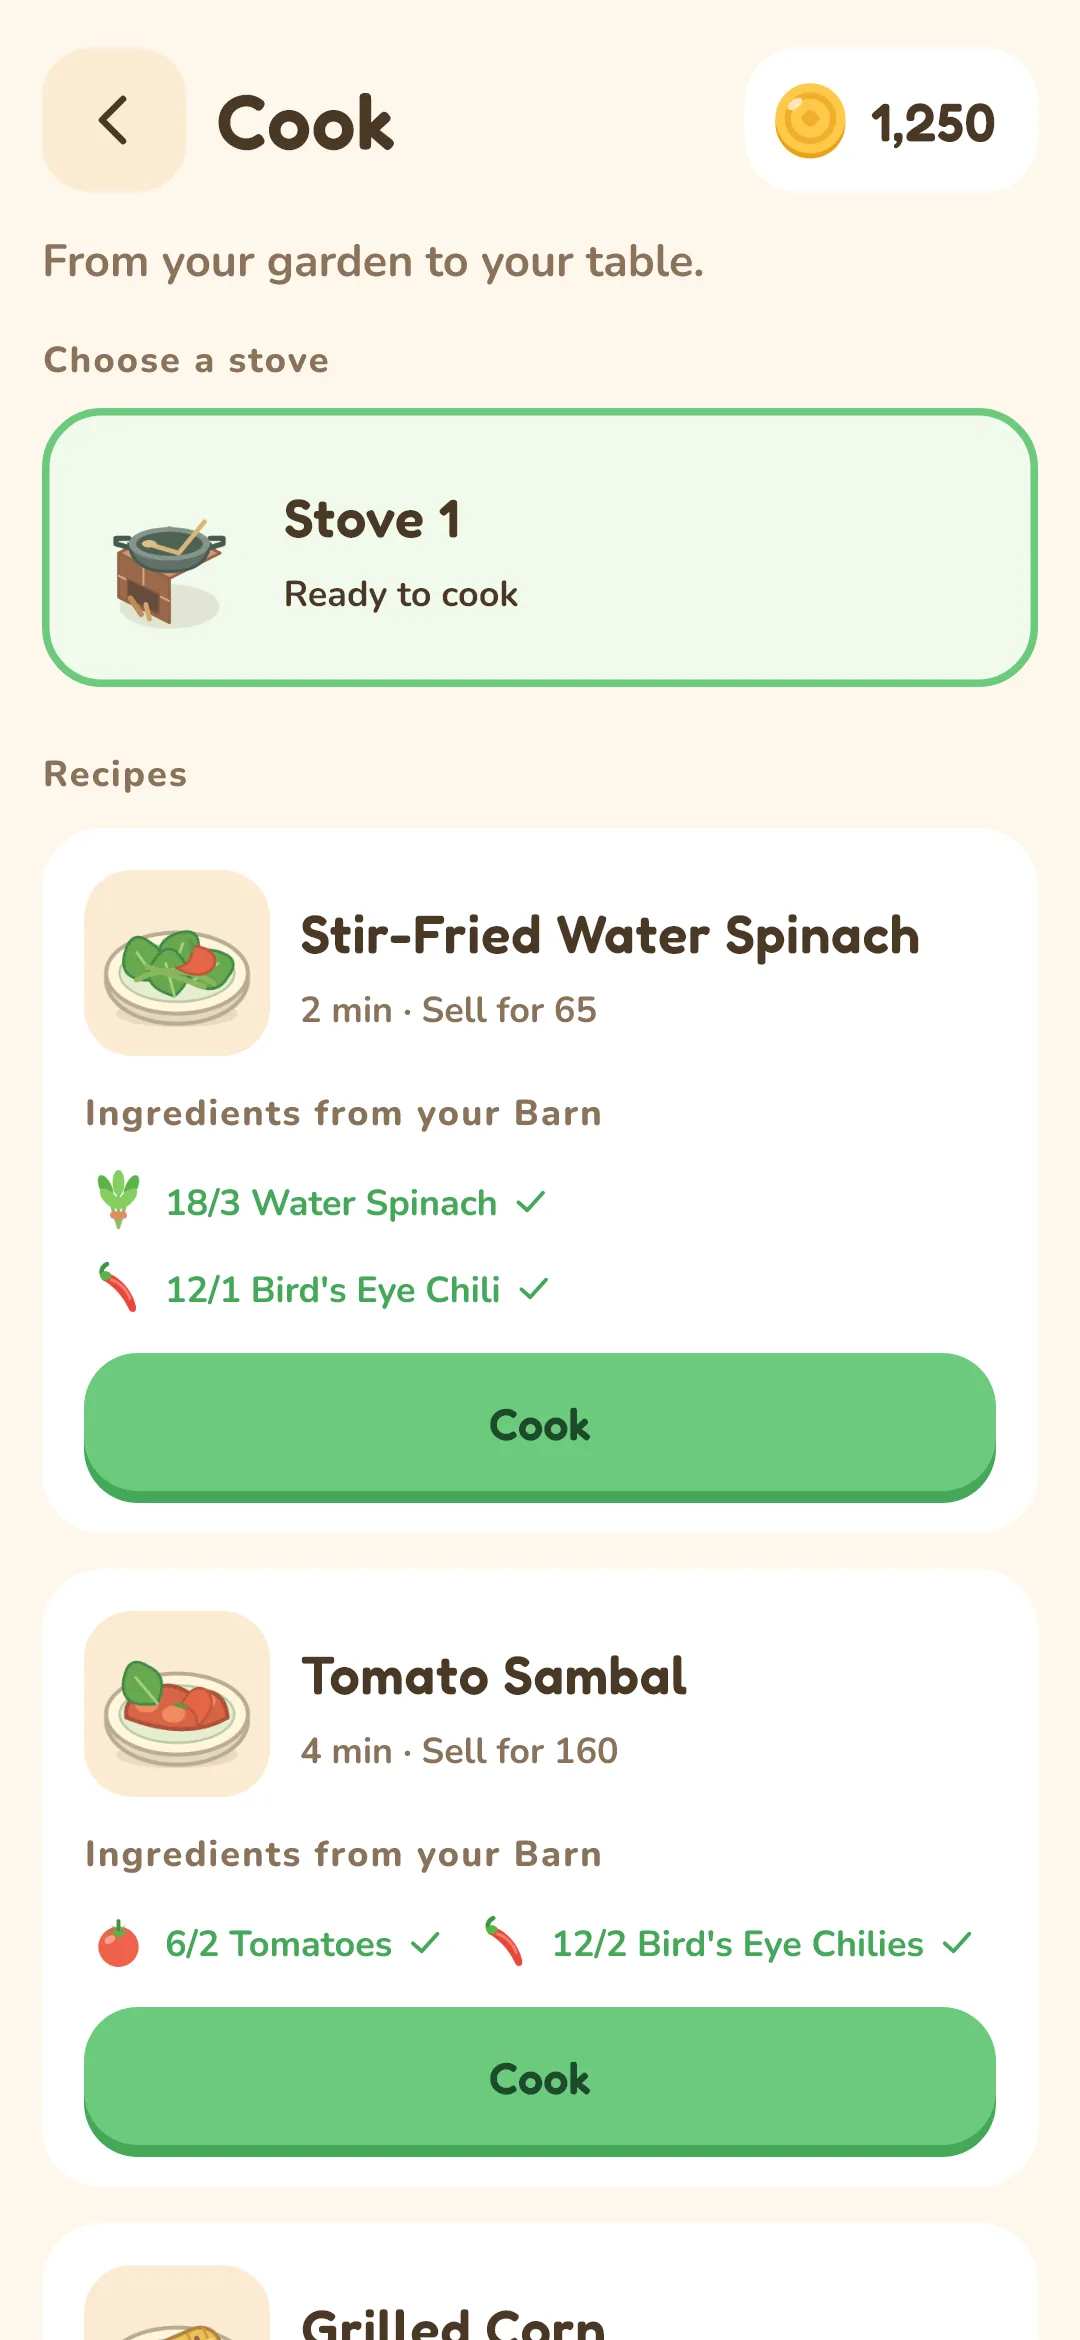 Cook
1,250
From your garden to your table.
Choose a stove
Stove 1
Ready to cook
Recipes
Stir-Fried Water Spinach
2 min · Sell for 65
Ingredients from your Barn
18/3 Water Spinach ✓
12/1 Bird's Eye Chili ✓
Cook
Tomato Sambal
4 min · Sell for 160
Ingredients from your Barn
6/2 Tomatoes ✓ 12/2 Bird's Eye Chilies ✓
Cook
Grilled Corn